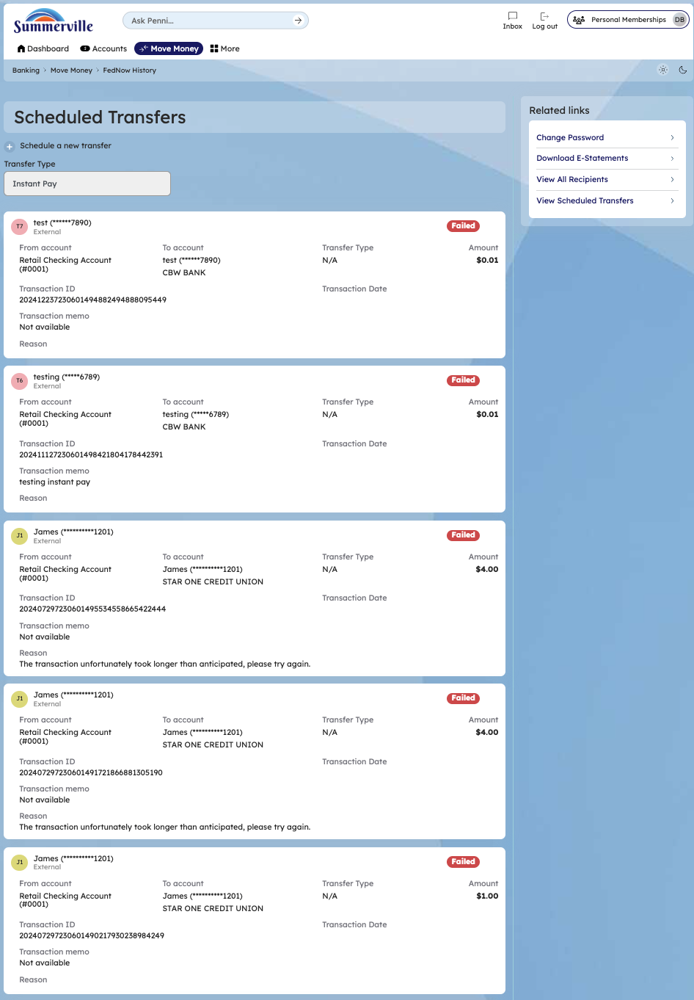 Summerville
Ask Penni...
Inbox
Log out
Personal Memberships DB
Dashboard
Accounts
Move Money
More
Banking › Move Money › FedNow History
Scheduled Transfers
Schedule a new transfer
Transfer Type
Instant Pay
T7 test (******7890) Failed
External
From account To account Transfer Type Amount
Retail Checking Account test (******7890) N/A $0.01
(#0001) CBW BANK
Transaction ID Transaction Date
20241223723060149488249488​8095449
Transaction memo
Not available
Reason
T6 testing (*****6789) Failed
External
From account To account Transfer Type Amount
Retail Checking Account testing (*****6789) N/A $0.01
(#0001) CBW BANK
Transaction ID Transaction Date
20241112723060149842180417​8442391
Transaction memo
testing instant pay
Reason
J1 James (**********1201) Failed
External
From account To account Transfer Type Amount
Retail Checking Account James (**********1201) N/A $4.00
(#0001) STAR ONE CREDIT UNION
Transaction ID Transaction Date
202407297230601495534558665422444
Transaction memo
Not available
Reason
The transaction unfortunately took longer than anticipated, please try again.
J1 James (**********1201) Failed
External
From account To account Transfer Type Amount
Retail Checking Account James (**********1201) N/A $4.00
(#0001) STAR ONE CREDIT UNION
Transaction ID Transaction Date
202407297230601491721866881305190
Transaction memo
Not available
Reason
The transaction unfortunately took longer than anticipated, please try again.
J1 James (**********1201) Failed
External
From account To account Transfer Type Amount
Retail Checking Account James (**********1201) N/A $1.00
(#0001) STAR ONE CREDIT UNION
Transaction ID Transaction Date
202407297230601490217930238984249
Transaction memo
Not available
Reason
Related links
Change Password
Download E-Statements
View All Recipients
View Scheduled Transfers